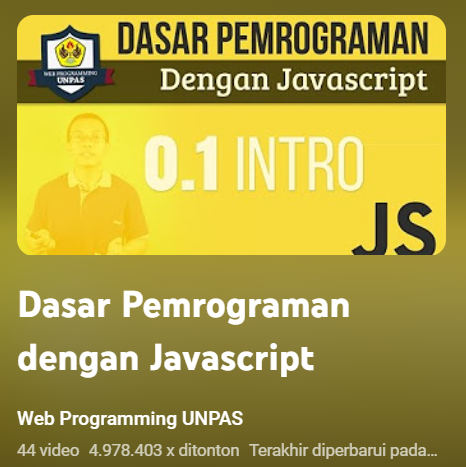 DASAR PEMROGRAMAN
Dengan Javascript
WEB PROGRAMMING
UNPAS
0.1 INTRO
JS
Dasar Pemrograman
dengan Javascript
Web Programming UNPAS
44 video 4.978.403 x ditonton Terakhir diperbarui pada...